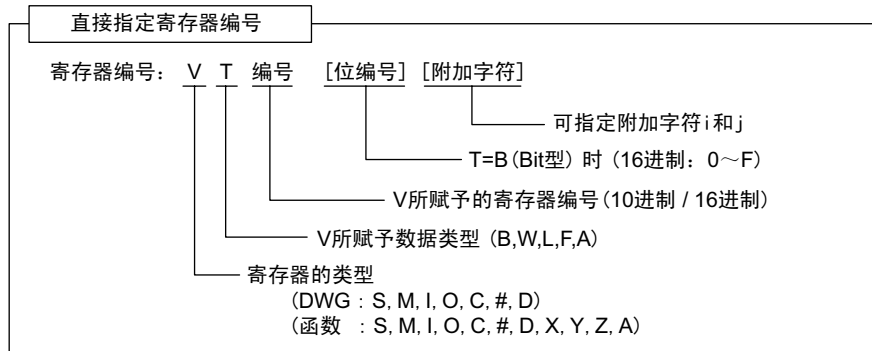 直接指定寄存器编号
寄存器编号： V T 编号 [位编号] [附加字符]
可指定附加字符i和j
T=B(Bit型) 时 (16进制：0～F)
V所赋予的寄存器编号(10进制 / 16进制)
V所赋予数据类型 (B,W,L,F,A)
寄存器的类型
(DWG : S, M, I, O, C, #, D)
(函数 : S, M, I, O, C, #, D, X, Y, Z, A)